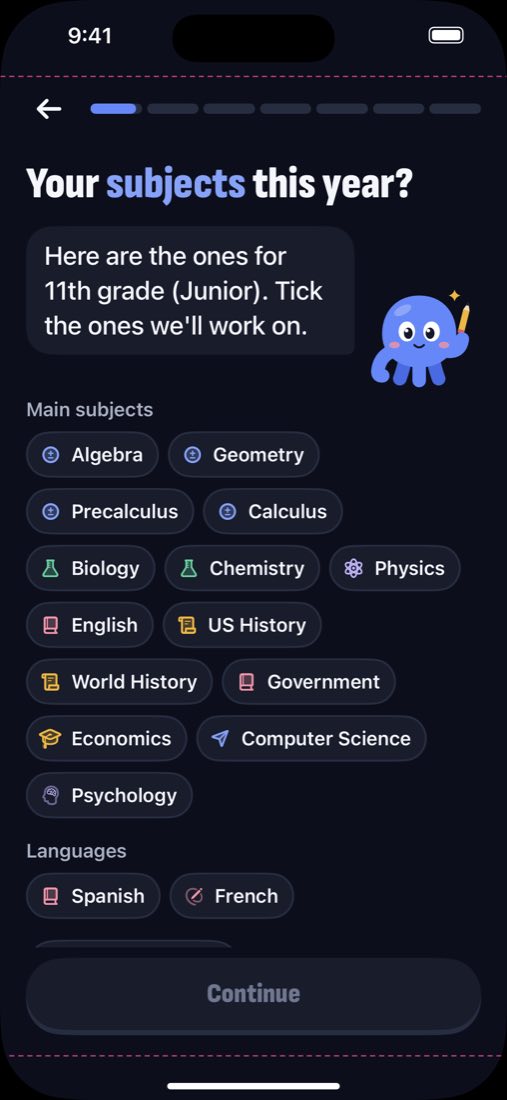 9:41
Your subjects this year?
Here are the ones for
11th grade (Junior). Tick
the ones we'll work on.
Main subjects
Algebra
Geometry
Precalculus
Calculus
Biology
Chemistry
Physics
English
US History
World History
Government
Economics
Computer Science
Psychology
Languages
Spanish
French
Continue